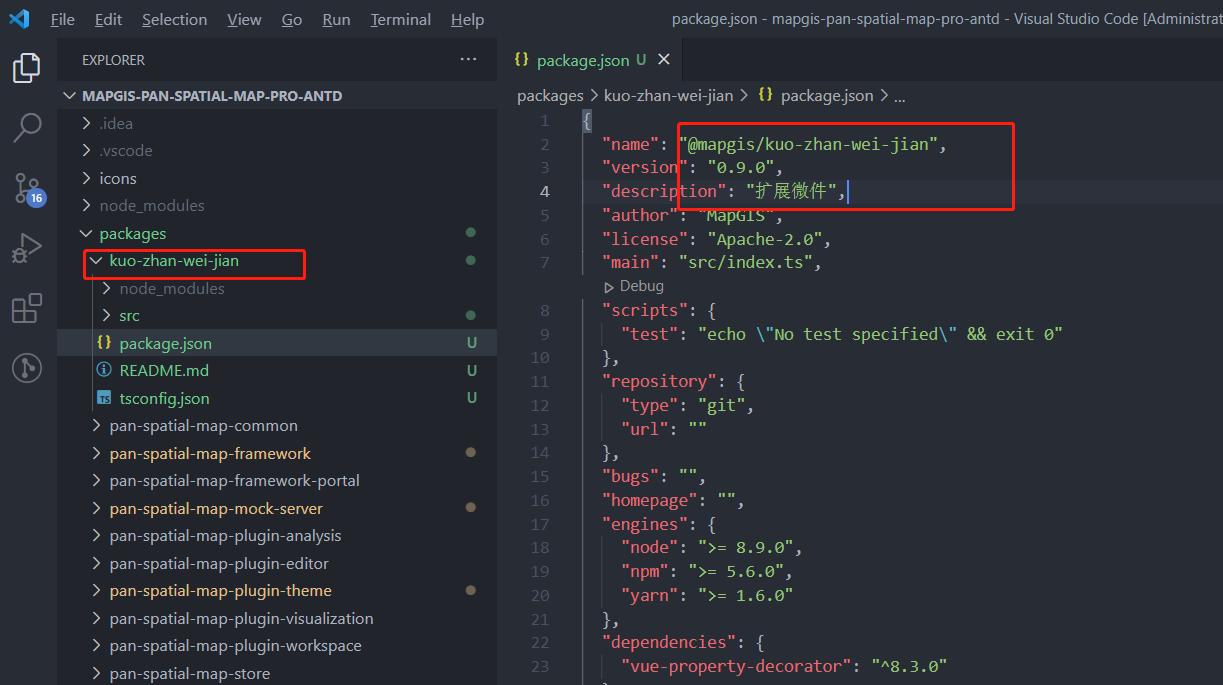 File Edit Selection View Go Run Terminal Help
package.json - mapgis-pan-spatial-map-pro-antd - Visual Studio Code [Administrat
EXPLORER
MAPGIS-PAN-SPATIAL-MAP-PRO-ANTD
.idea
.vscode
icons
16
node_modules
packages
kuo-zhan-wei-jian
node_modules
src
{} package.json U
README.md U
TS tsconfig.json U
pan-spatial-map-common
pan-spatial-map-framework
pan-spatial-map-framework-portal
pan-spatial-map-mock-server
pan-spatial-map-plugin-analysis
pan-spatial-map-plugin-editor
pan-spatial-map-plugin-theme
pan-spatial-map-plugin-visualization
pan-spatial-map-plugin-workspace
pan-spatial-map-store
{} package.json U ×
packages > kuo-zhan-wei-jian > {} package.json > ...
1 {
2 "name": "@mapgis/kuo-zhan-wei-jian",
3 "version": "0.9.0",
4 "description": "扩展微件",
5 "author": "MapGIS",
6 "license": "Apache-2.0",
7 "main": "src/index.ts",
Debug
8 "scripts": {
9 "test": "echo \"No test specified\" && exit 0"
10 },
11 "repository": {
12 "type": "git",
13 "url": ""
14 },
15 "bugs": "",
16 "homepage": "",
17 "engines": {
18 "node": ">= 8.9.0",
19 "npm": ">= 5.6.0",
20 "yarn": ">= 1.6.0"
21 },
22 "dependencies": {
23 "vue-property-decorator": "^8.3.0"